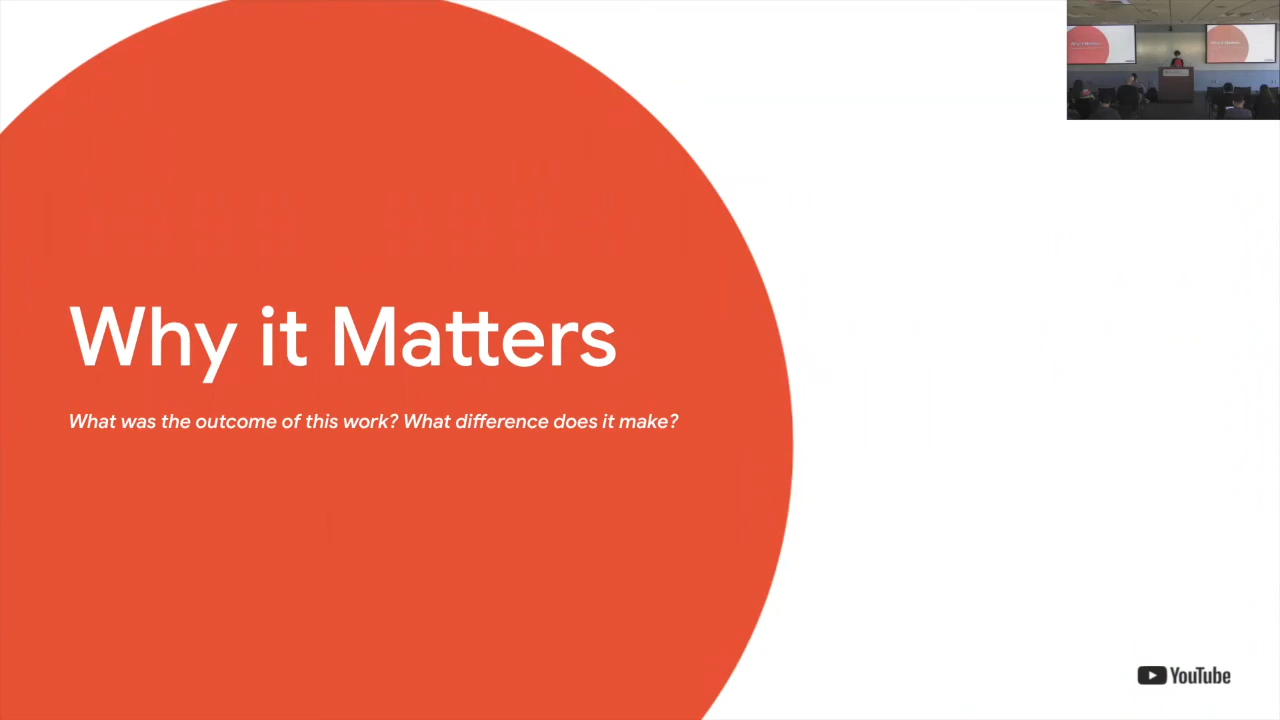 Why it Matters
What was the outcome of this work? What difference does it make?
YouTube